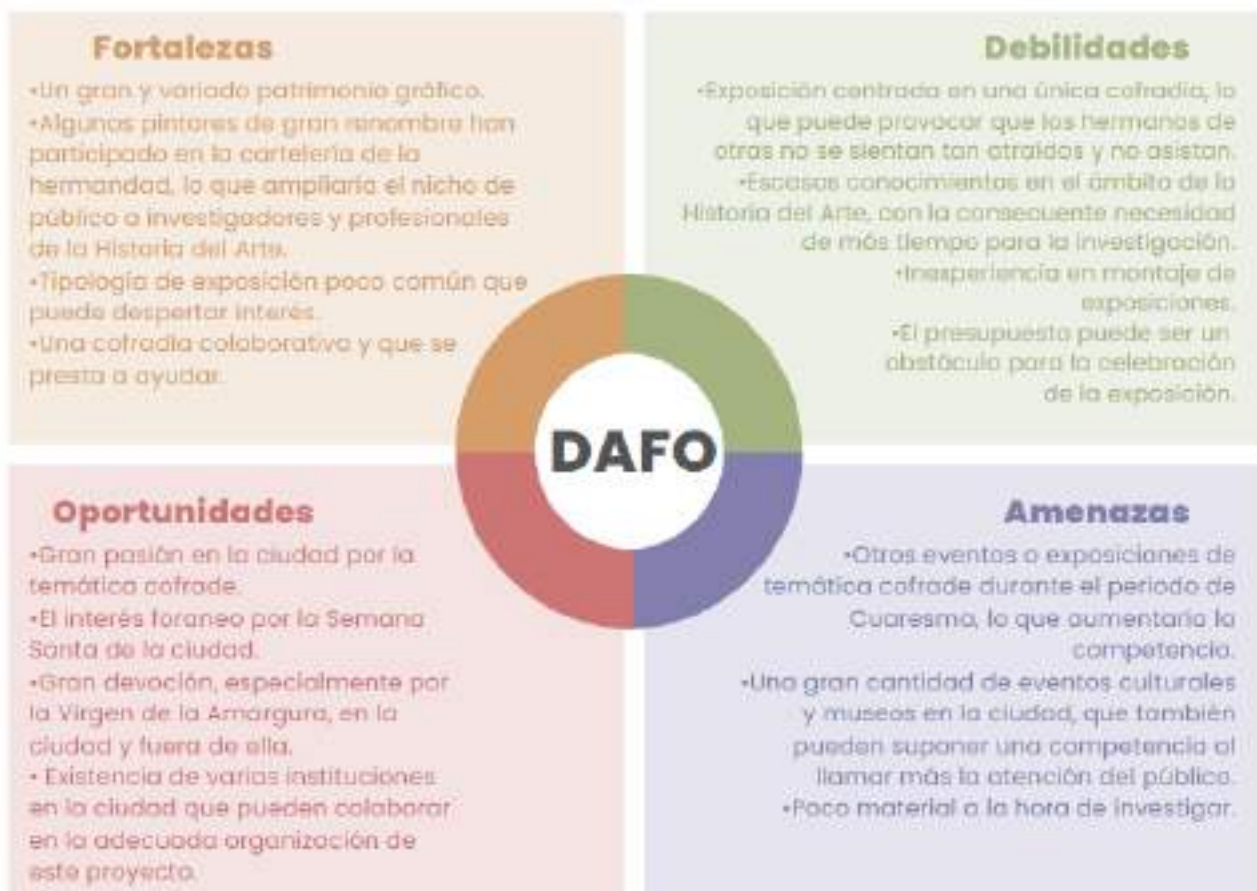 Fortalezas
•Un gran y variado patrimonio gráfico.
•Algunos pintores de gran renombre han
participado en la cartelería de la
hermandad, lo que ampliaría el nicho de
público a investigadores y profesionales
de la Historia del Arte.
•Tipología de exposición poco común que
puede despertar interés.
•Una cofradía colaborativa y que se
presta a ayudar.
Debilidades
•Exposición centrada en una única cofradía, lo
que puede provocar que los hermanos de
otras no se sientan tan atraídos y no asistan.
•Escasos conocimientos en el ámbito de la
Historia del Arte, con la consecuente necesidad
de más tiempo para la investigación.
•Inexperiencia en montaje de
exposiciones.
•El presupuesto puede ser un
obstáculo para la celebración
de la exposición.
DAFO
Oportunidades
•Gran pasión en la ciudad por la
temática cofrade.
•El interés foraneo por la Semana
Santa de la ciudad.
•Gran devoción, especialmente por
la Virgen de la Amargura, en la
ciudad y fuera de ella.
• Existencia de varias instituciones
en la ciudad que pueden colaborar
en la adecuada organización de
este proyecto.
Amenazas
•Otros eventos o exposiciones de
temática cofrade durante el periodo de
Cuaresma, lo que aumentaría la
competencia.
•Una gran cantidad de eventos culturales
y museos en la ciudad, que también
pueden suponer una competencia al
llamar más la atención del público.
•Poco material a la hora de investigar.